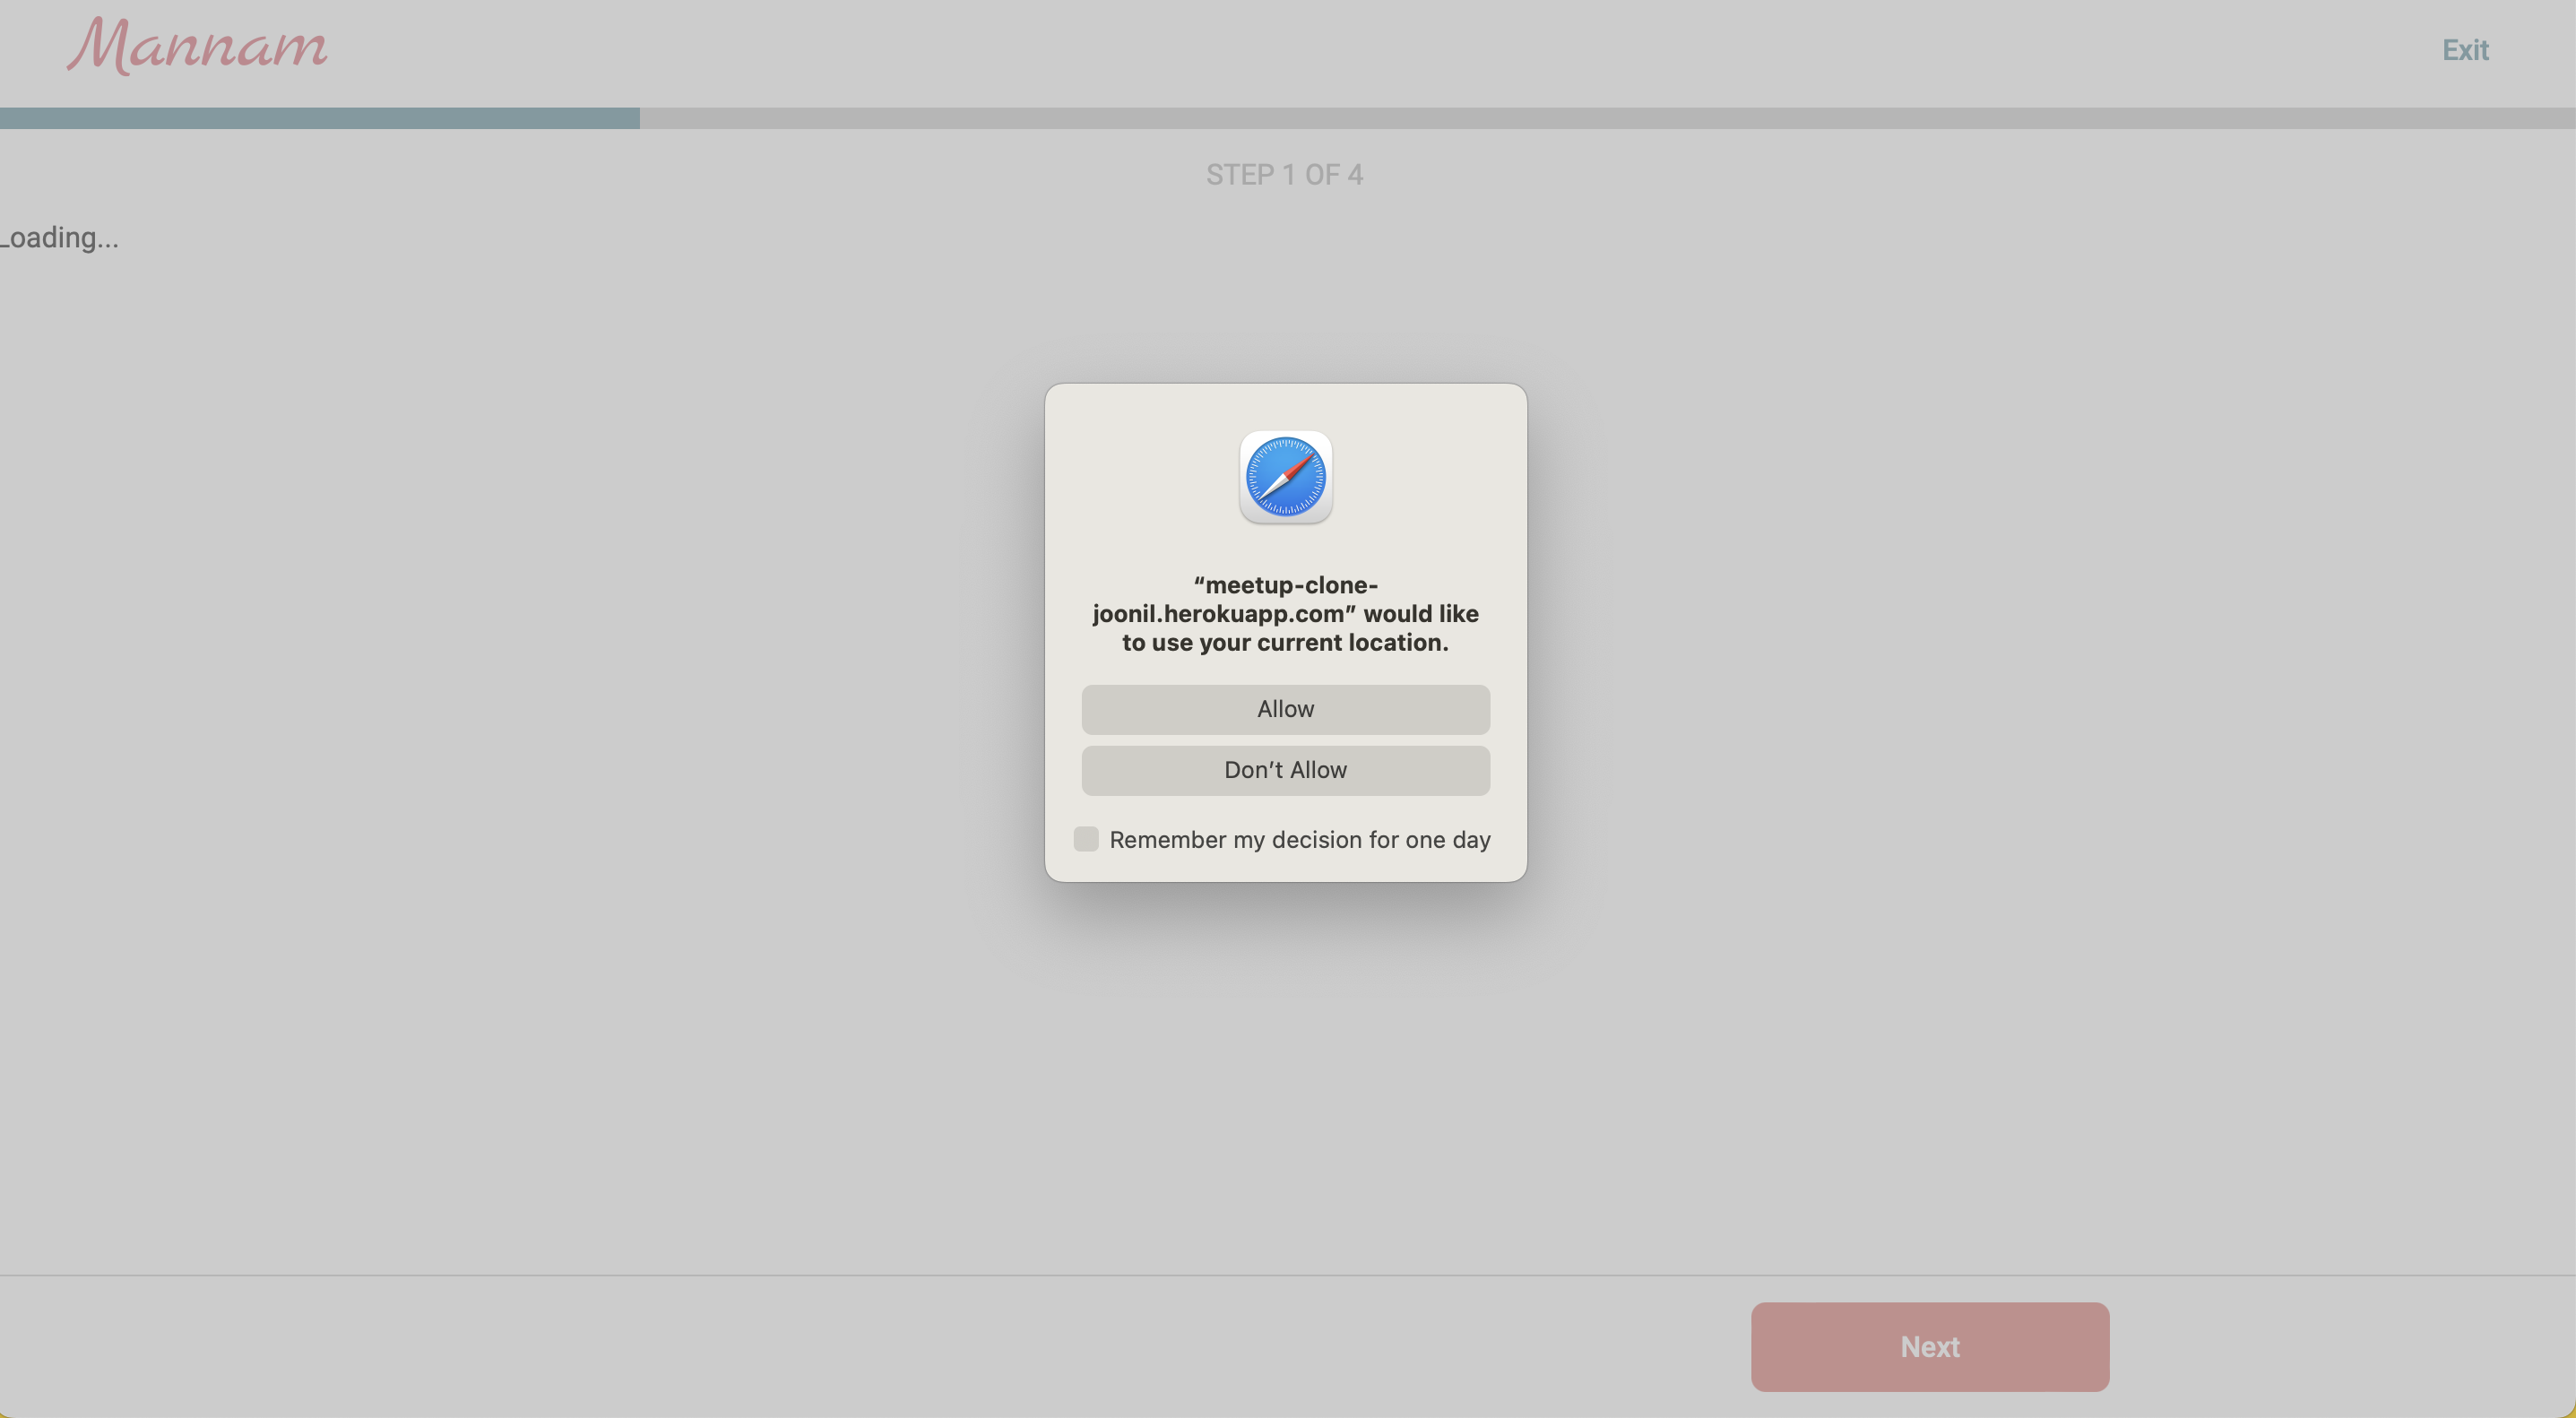 Mannam
Exit
STEP 1 OF 4
Loading...
“meetup-clone-
joonil.herokuapp.com” would like
to use your current location.
Allow
Don’t Allow
Remember my decision for one day
Next